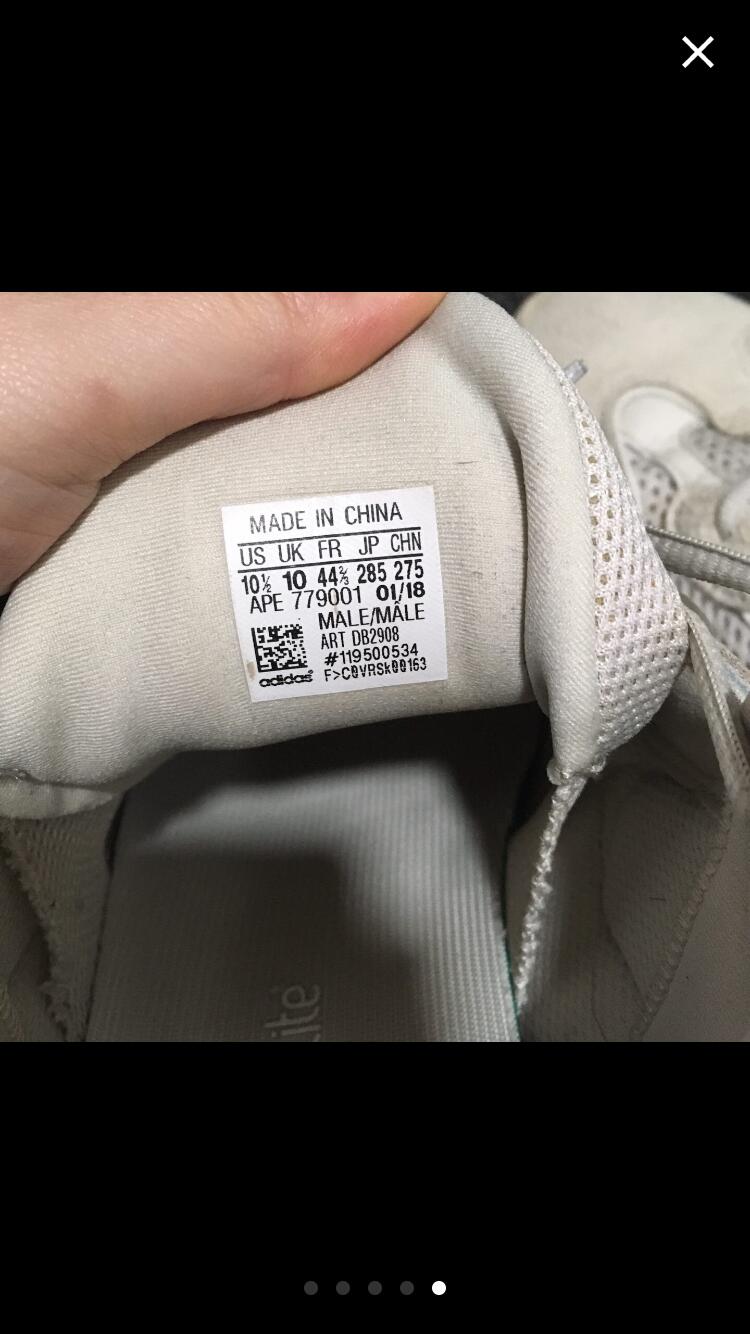 MADE IN CHINA
US UK FR JP CHN
10½ 10 44⅔ 285 275
APE 779001 01/18
MALE/MÂLE
ART DB2908
#119500534
adidas®
F>C0VRSk00163
ite